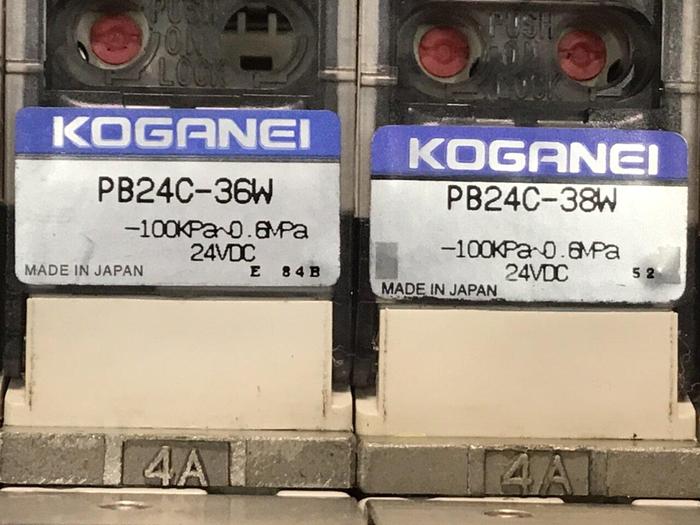 PUSH
ON
LOCK
KOGANEI
PB24C-36W
-100KPa~0.6MPa
24VDC
MADE IN JAPAN E 84B
4A
PUSH
ON
LOCK
KOGANEI
PB24C-38W
-100KPa~0.6MPa
24VDC
MADE IN JAPAN 52
4A